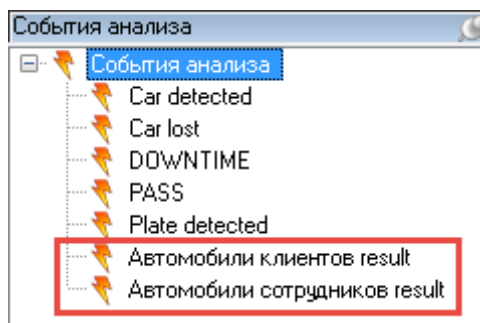 События анализа
События анализа
Car detected
Car lost
DOWNTIME
PASS
Plate detected
Автомобили клиентов result
Автомобили сотрудников result